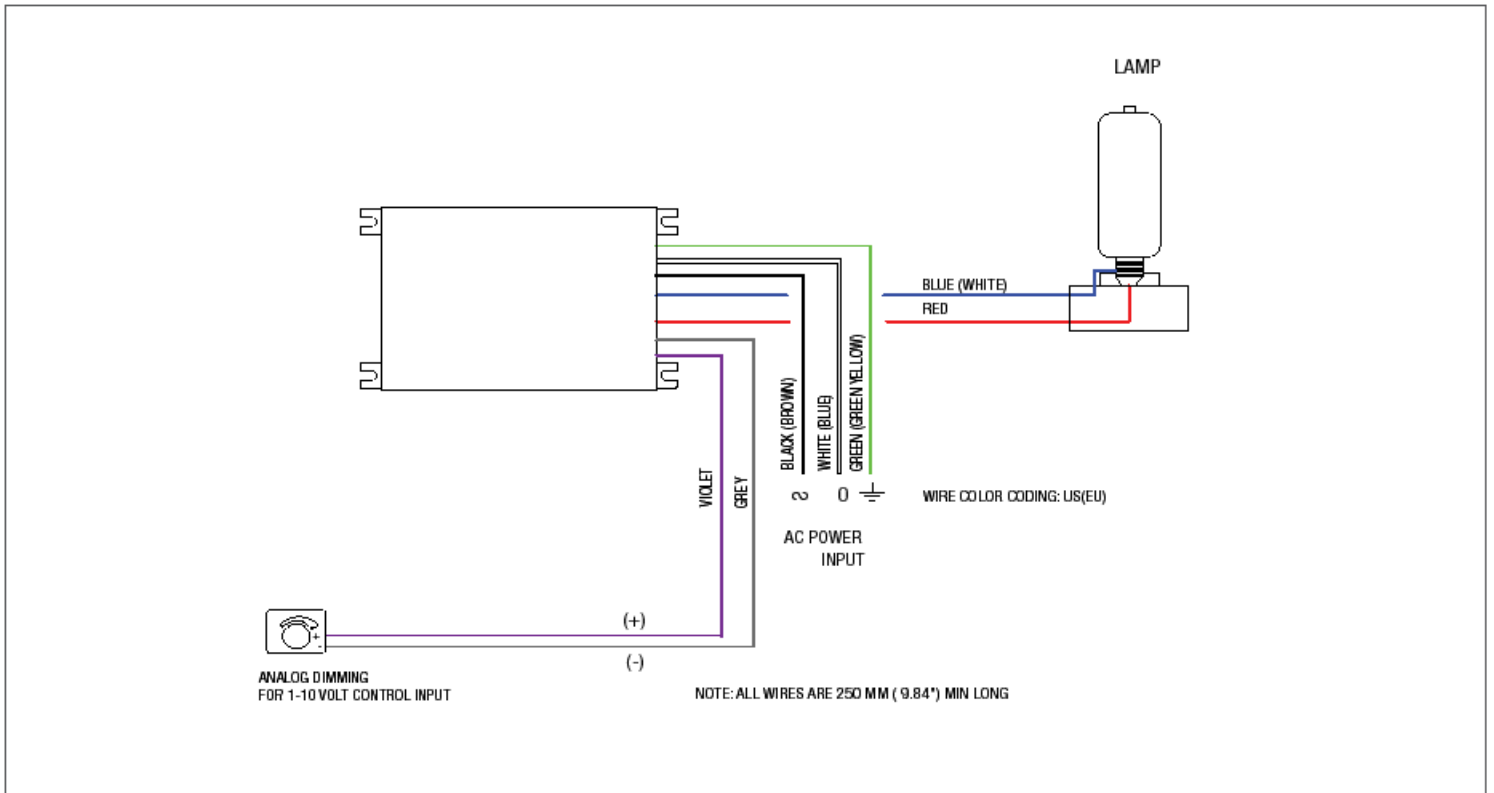 LAMP
BLUE (WHITE)
RED
BLACK (BROWN)
WHITE (BLUE)
GREEN (GREEN YELLOW)
VIOLET
GREY
~ 0
WIRE COLOR CODING: US(EU)
AC POWER
INPUT
(+)
+
-
(-)
ANALOG DIMMING
FOR 1-10 VOLT CONTROL INPUT
NOTE: ALL WIRES ARE 250 MM ( 9.84") MIN LONG